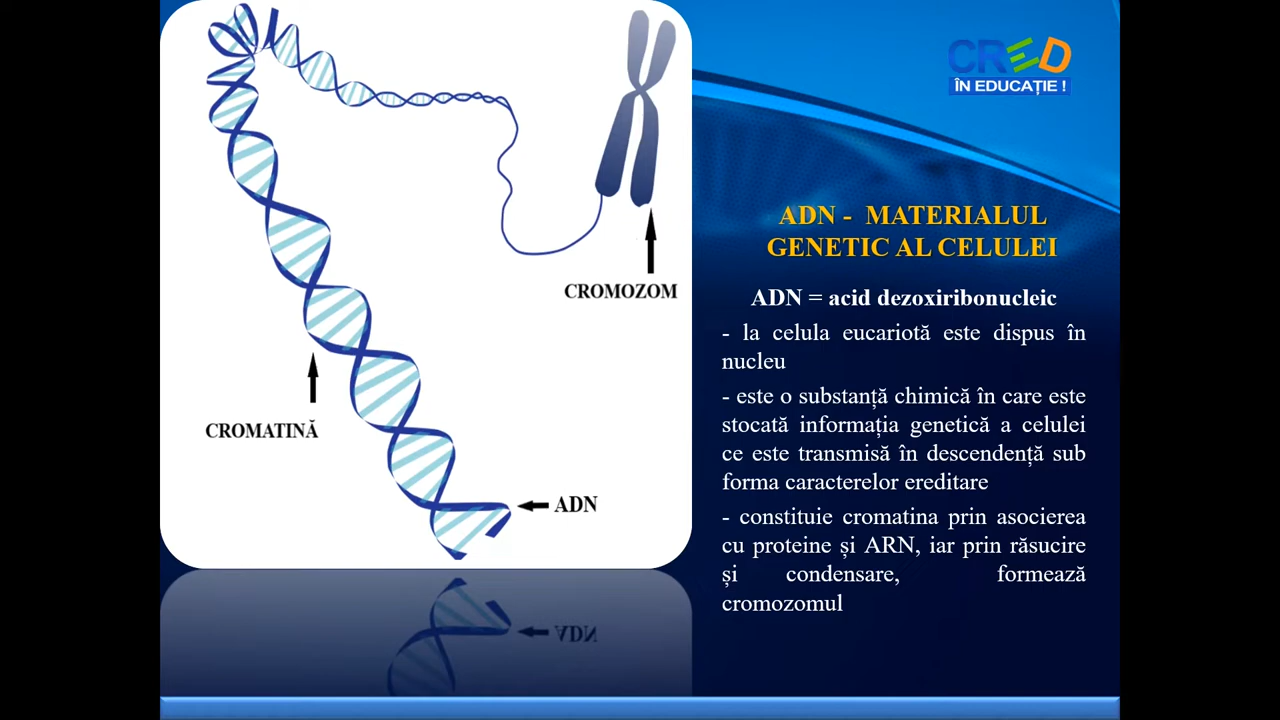 CRED
ÎN EDUCAȚIE !
CROMOZOM
CROMATINĂ
ADN
ADN - MATERIALUL
GENETIC AL CELULEI
ADN = acid dezoxiribonucleic
- la celula eucariotă este dispus în
nucleu
- este o substanță chimică în care este
stocată informația genetică a celulei
ce este transmisă în descendență sub
forma caracterelor ereditare
- constituie cromatina prin asocierea
cu proteine și ARN, iar prin răsucire
și condensare, formează
cromozomul